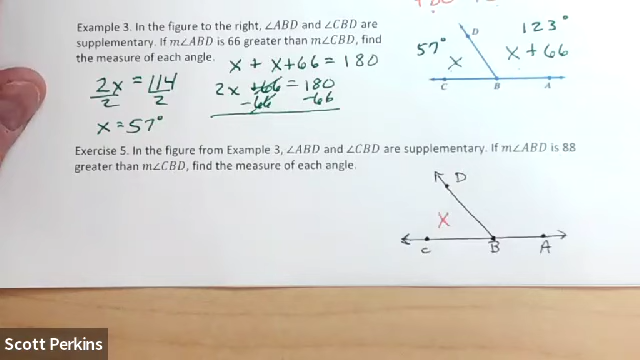 Example 3. In the figure to the right, ∠ABD and ∠CBD are
supplementary. If m∠ABD is 66 greater than m∠CBD, find
the measure of each angle.
x + x+66 = 180
2x +66 = 180
-66 -66
2x = 114
2 2
x = 57°
57°
123°
x
x + 66
D
C
B
A
Exercise 5. In the figure from Example 3, ∠ABD and ∠CBD are supplementary. If m∠ABD is 88
greater than m∠CBD, find the measure of each angle.
D
X
C
B
A
Scott Perkins